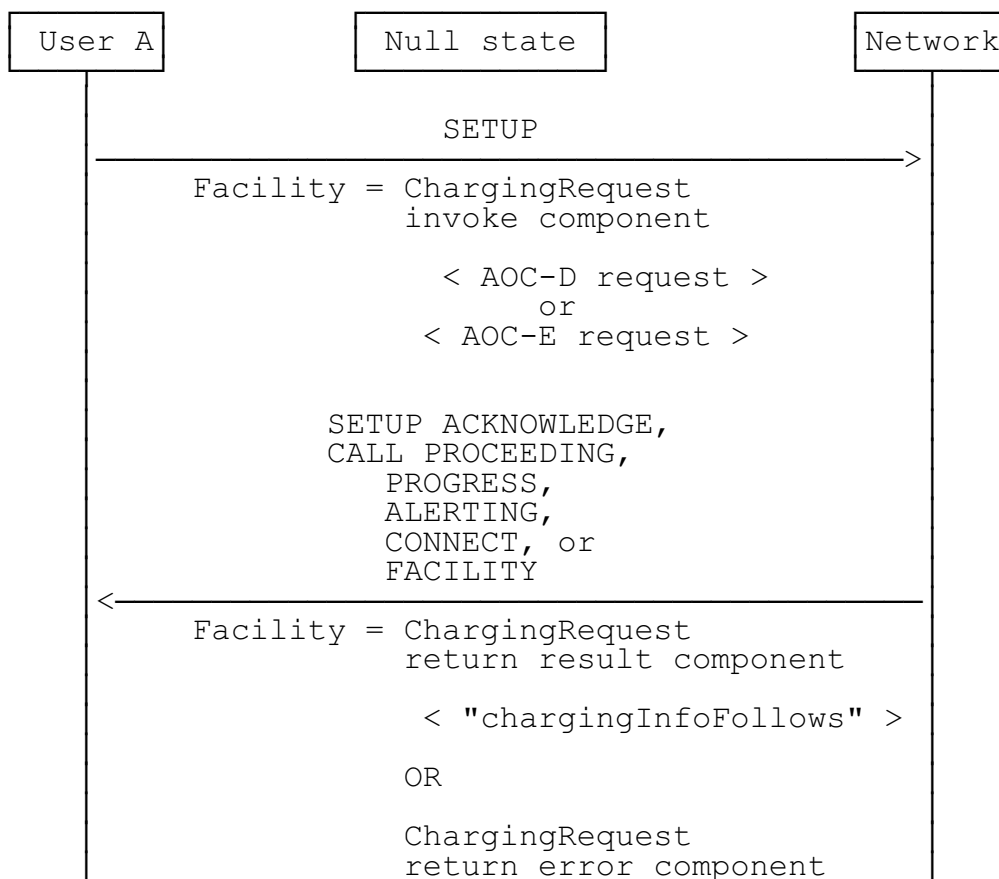 User A Null state Network
SETUP
Facility = ChargingRequest
invoke component
< AOC-D request >
or
< AOC-E request >
SETUP ACKNOWLEDGE,
CALL PROCEEDING,
PROGRESS,
ALERTING,
CONNECT, or
FACILITY
Facility = ChargingRequest
return result component
< "chargingInfoFollows" >
OR
ChargingRequest
return error component